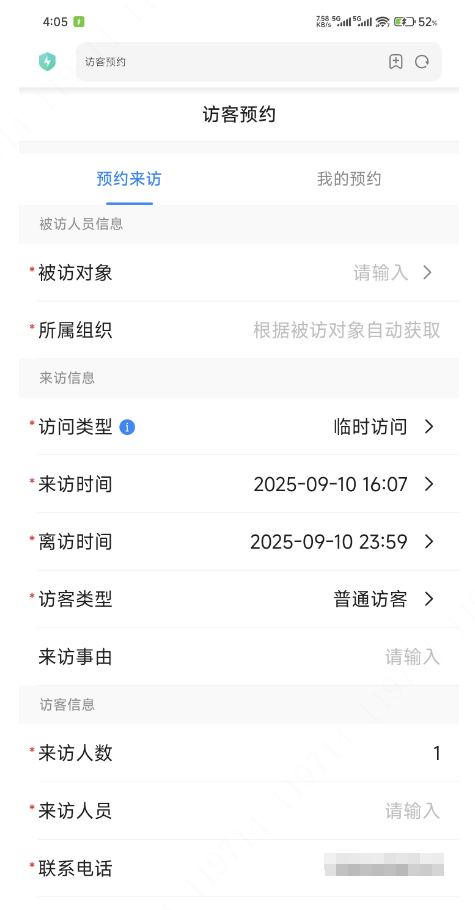 4:05 7.58 KB/s 5G 5G 52%
访客预约
访客预约
预约来访 我的预约
被访人员信息
*被访对象 请输入
*所属组织 根据被访对象自动获取
来访信息
*访问类型 i 临时访问
*来访时间 2025-09-10 16:07
*离访时间 2025-09-10 23:59
*访客类型 普通访客
来访事由 请输入
访客信息
*来访人数 1
*来访人员 请输入
*联系电话